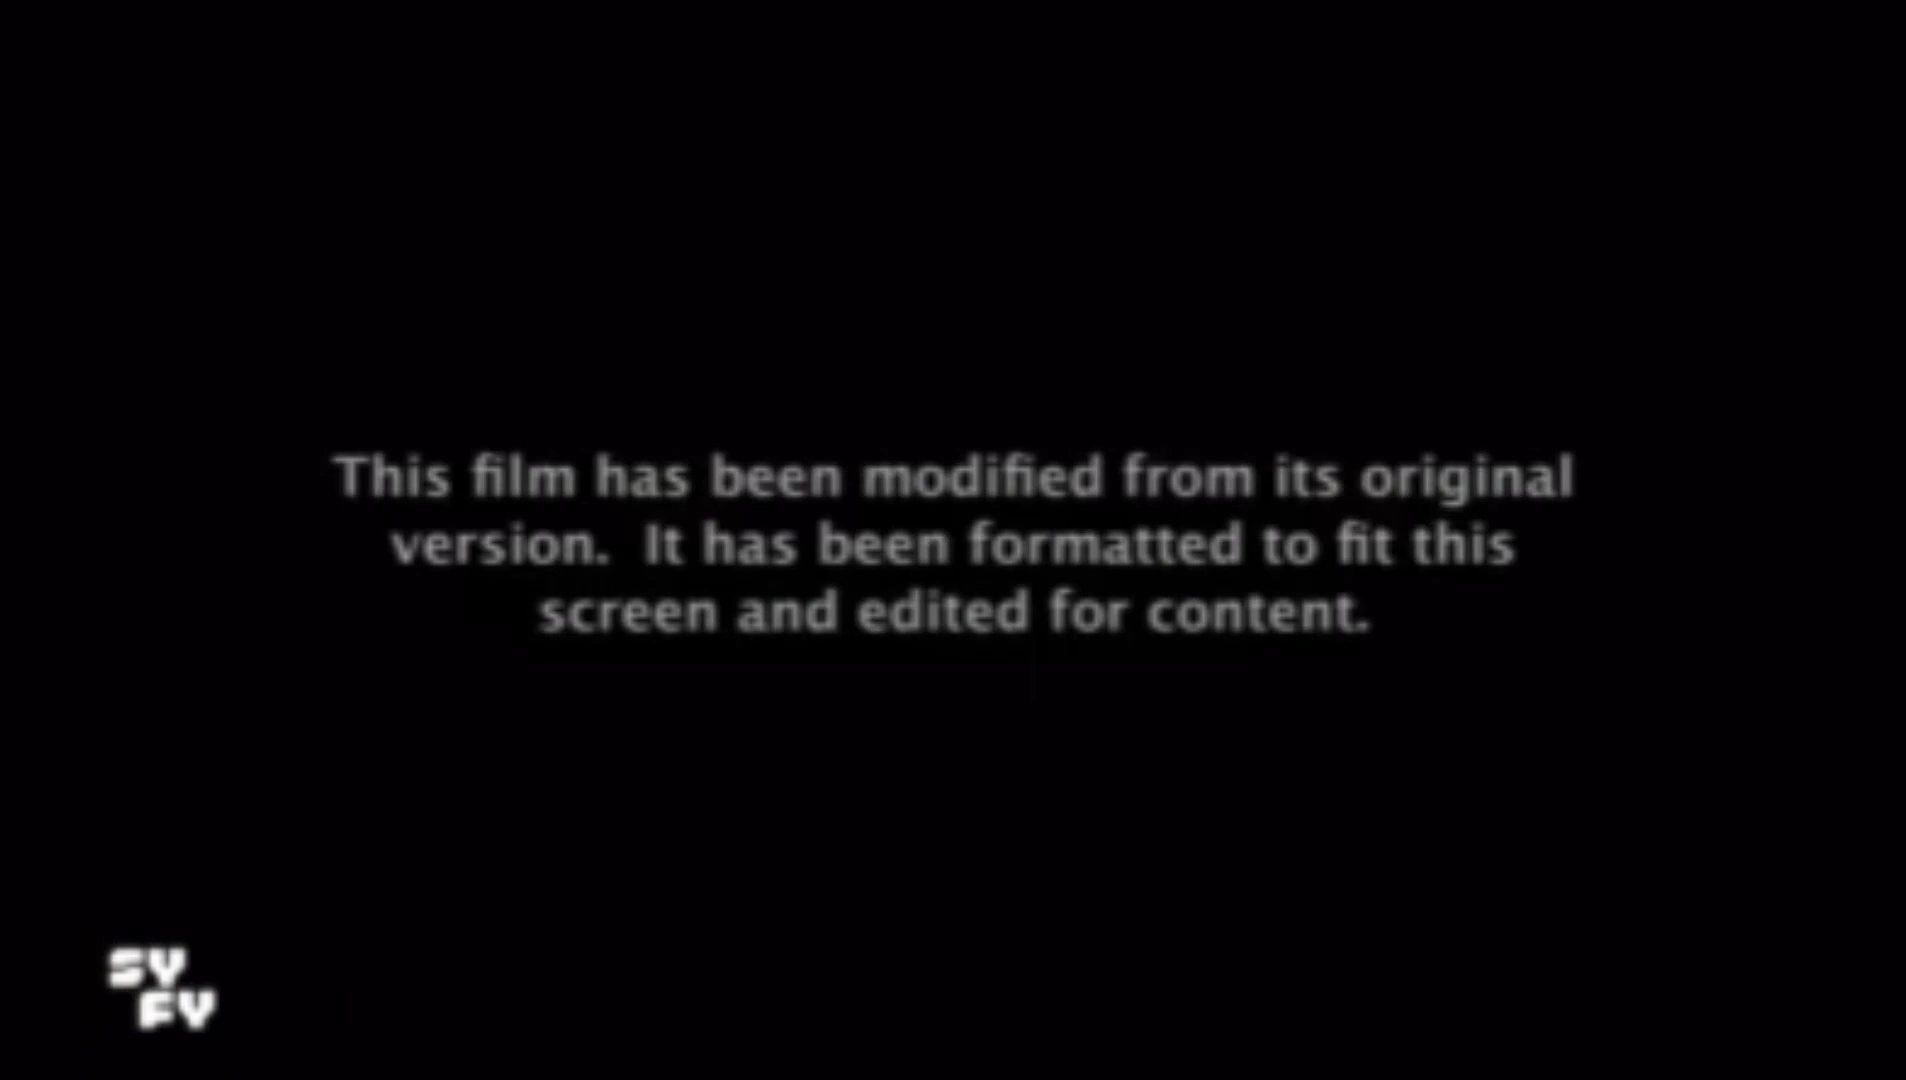 This film has been modified from its original
version.  It has been formatted to fit this
screen and edited for content.
SY
FY